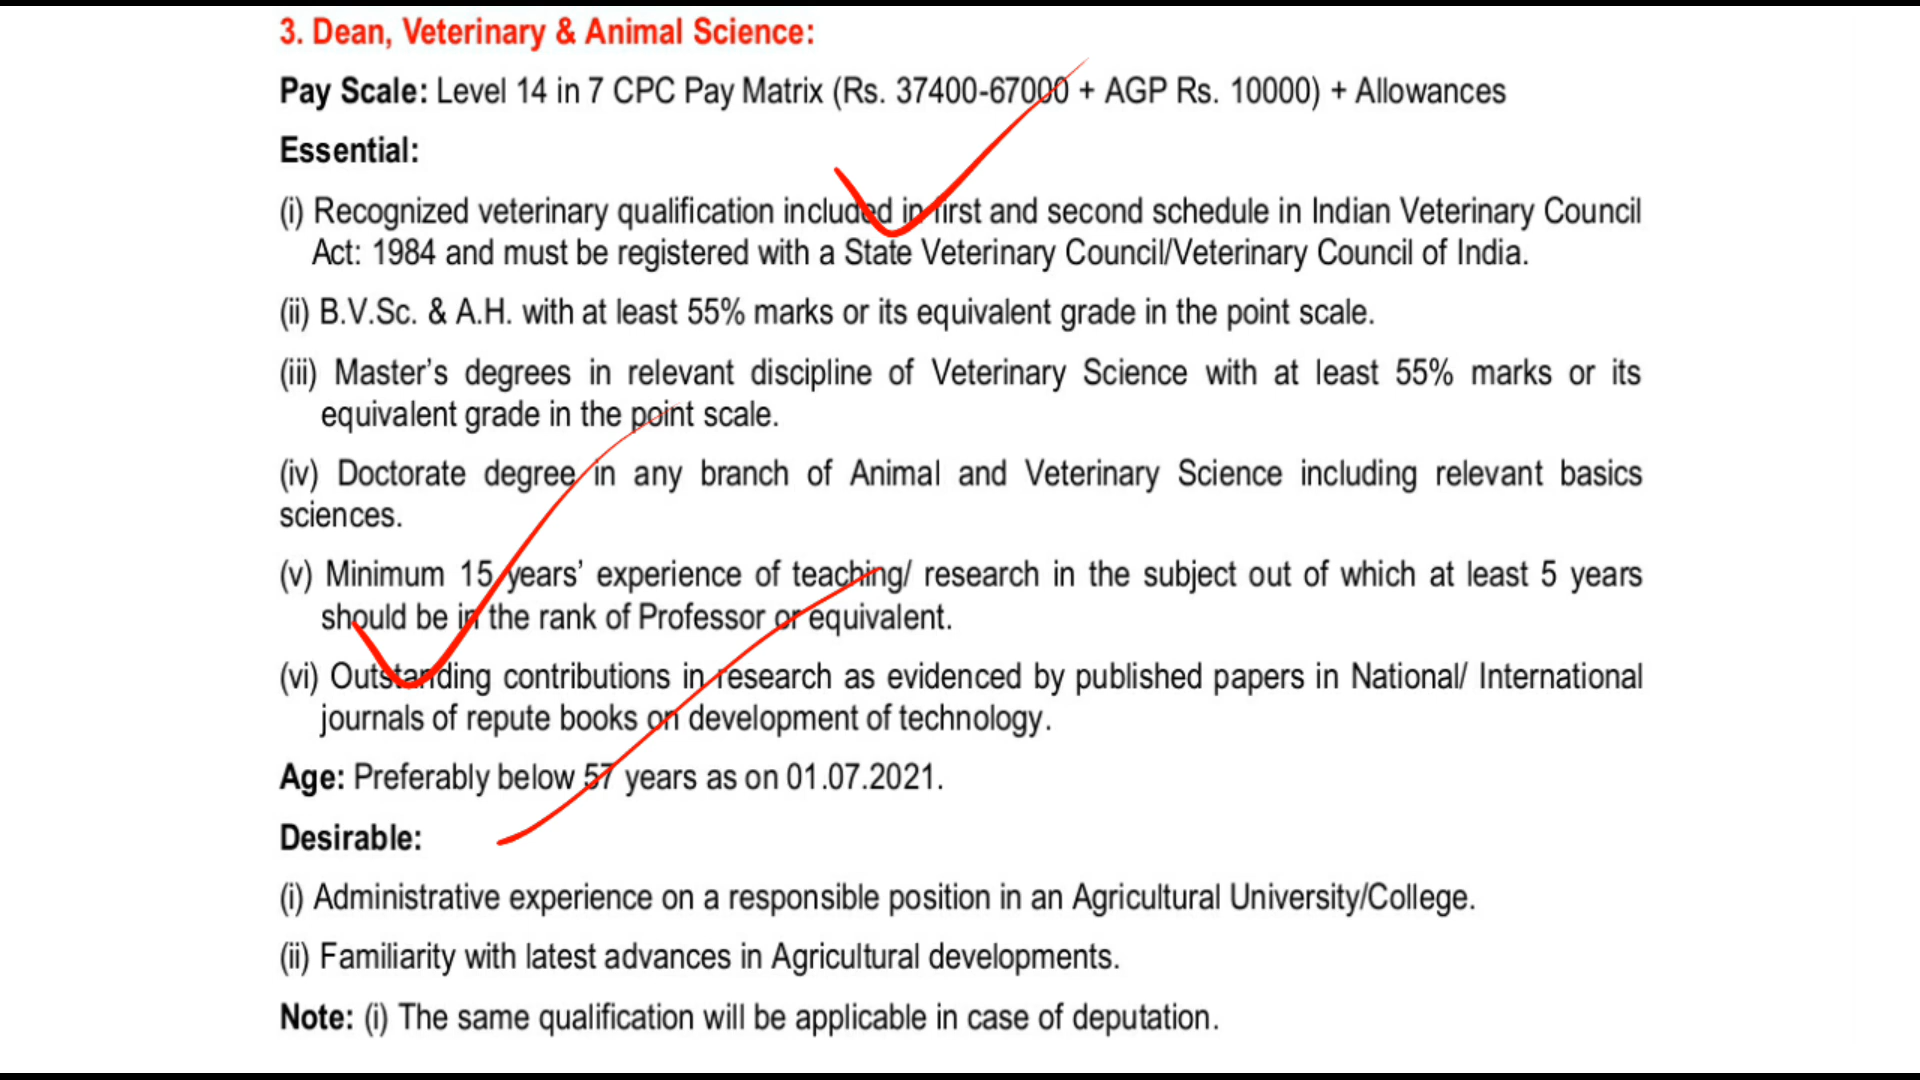 3. Dean, Veterinary & Animal Science:
Pay Scale: Level 14 in 7 CPC Pay Matrix (Rs. 37400-67000 + AGP Rs. 10000) + Allowances
Essential:
(i) Recognized veterinary qualification included in first and second schedule in Indian Veterinary Council
Act: 1984 and must be registered with a State Veterinary Council/Veterinary Council of India.
(ii) B.V.Sc. & A.H. with at least 55% marks or its equivalent grade in the point scale.
(iii) Master’s degrees in relevant discipline of Veterinary Science with at least 55% marks or its
equivalent grade in the point scale.
(iv) Doctorate degree in any branch of Animal and Veterinary Science including relevant basics
sciences.
(v) Minimum 15 years’ experience of teaching/ research in the subject out of which at least 5 years
should be in the rank of Professor or equivalent.
(vi) Outstanding contributions in research as evidenced by published papers in National/ International
journals of repute books on development of technology.
Age: Preferably below 57 years as on 01.07.2021.
Desirable:
(i) Administrative experience on a responsible position in an Agricultural University/College.
(ii) Familiarity with latest advances in Agricultural developments.
Note: (i) The same qualification will be applicable in case of deputation.